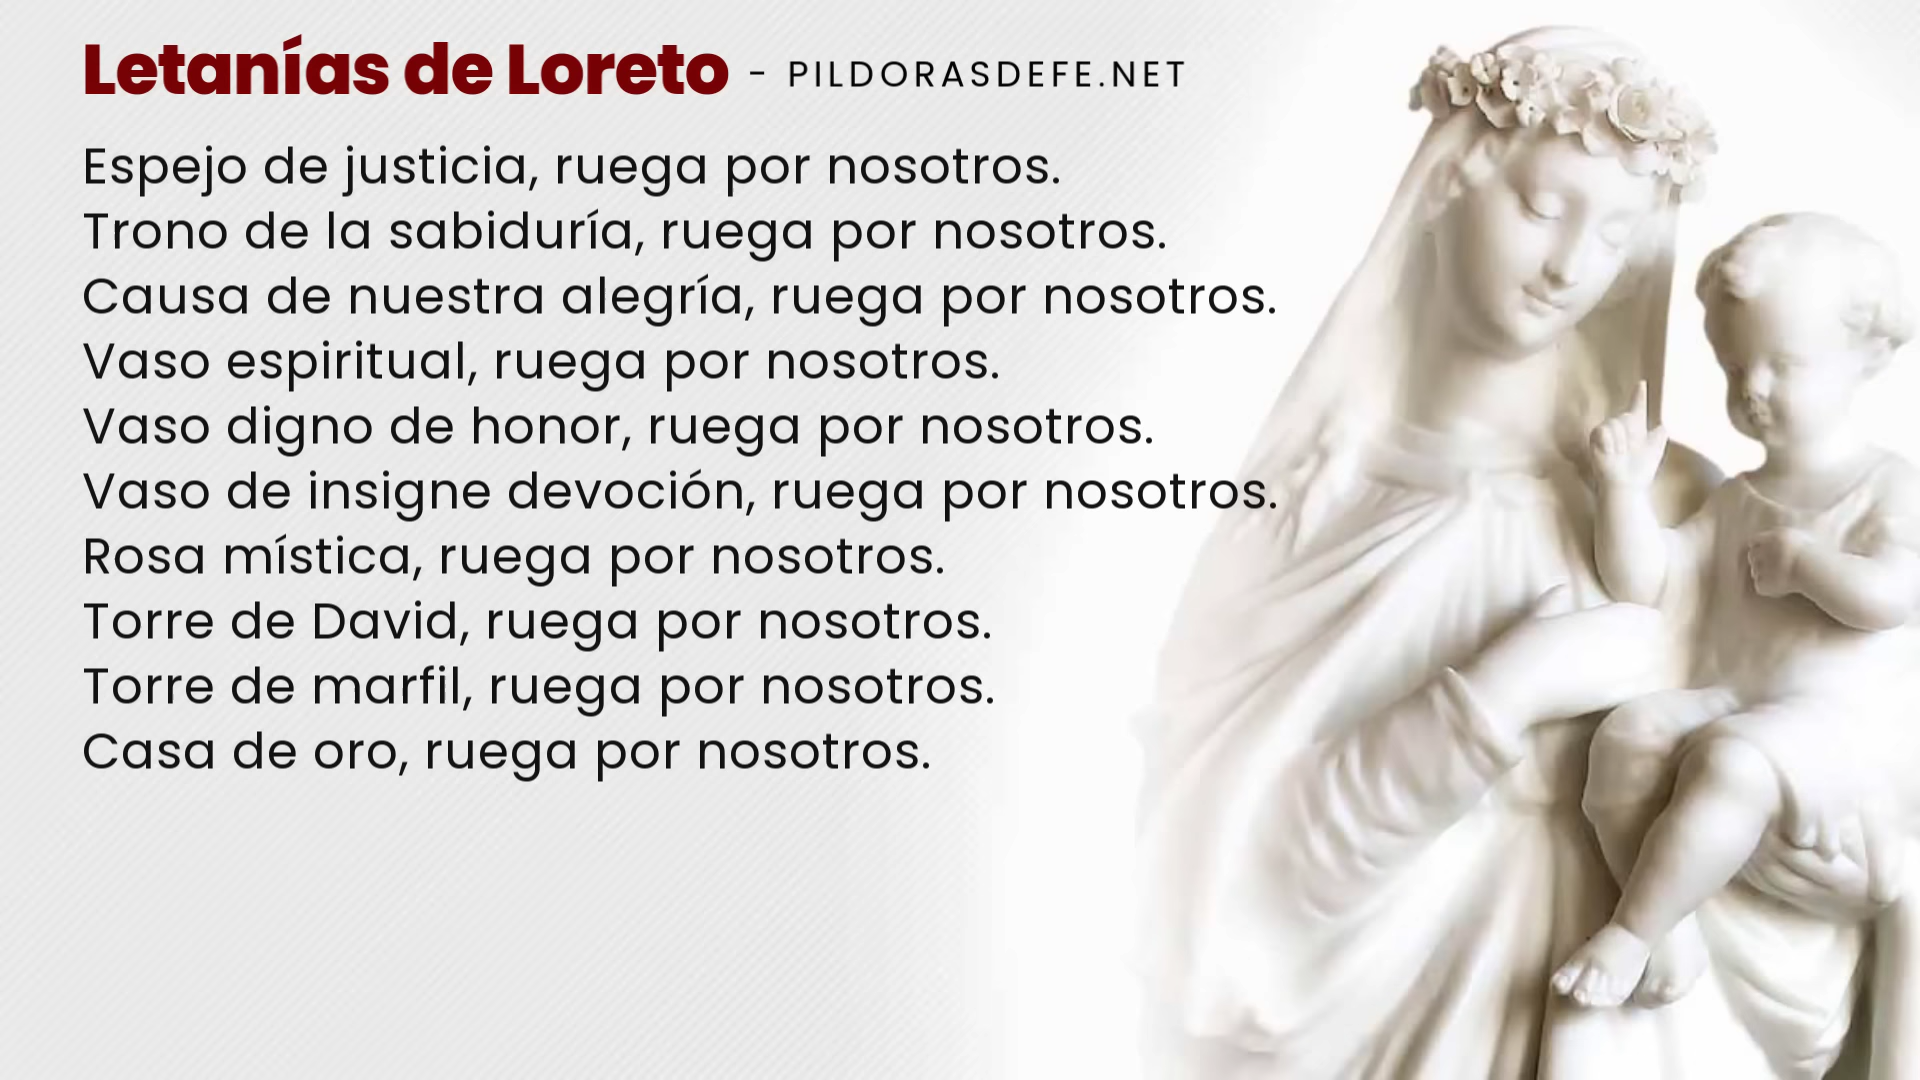 Letanías de Loreto - PILDORASDEFE.NET
Espejo de justicia, ruega por nosotros.
Trono de la sabiduría, ruega por nosotros.
Causa de nuestra alegría, ruega por nosotros.
Vaso espiritual, ruega por nosotros.
Vaso digno de honor, ruega por nosotros.
Vaso de insigne devoción, ruega por nosotros.
Rosa mística, ruega por nosotros.
Torre de David, ruega por nosotros.
Torre de marfil, ruega por nosotros.
Casa de oro, ruega por nosotros.